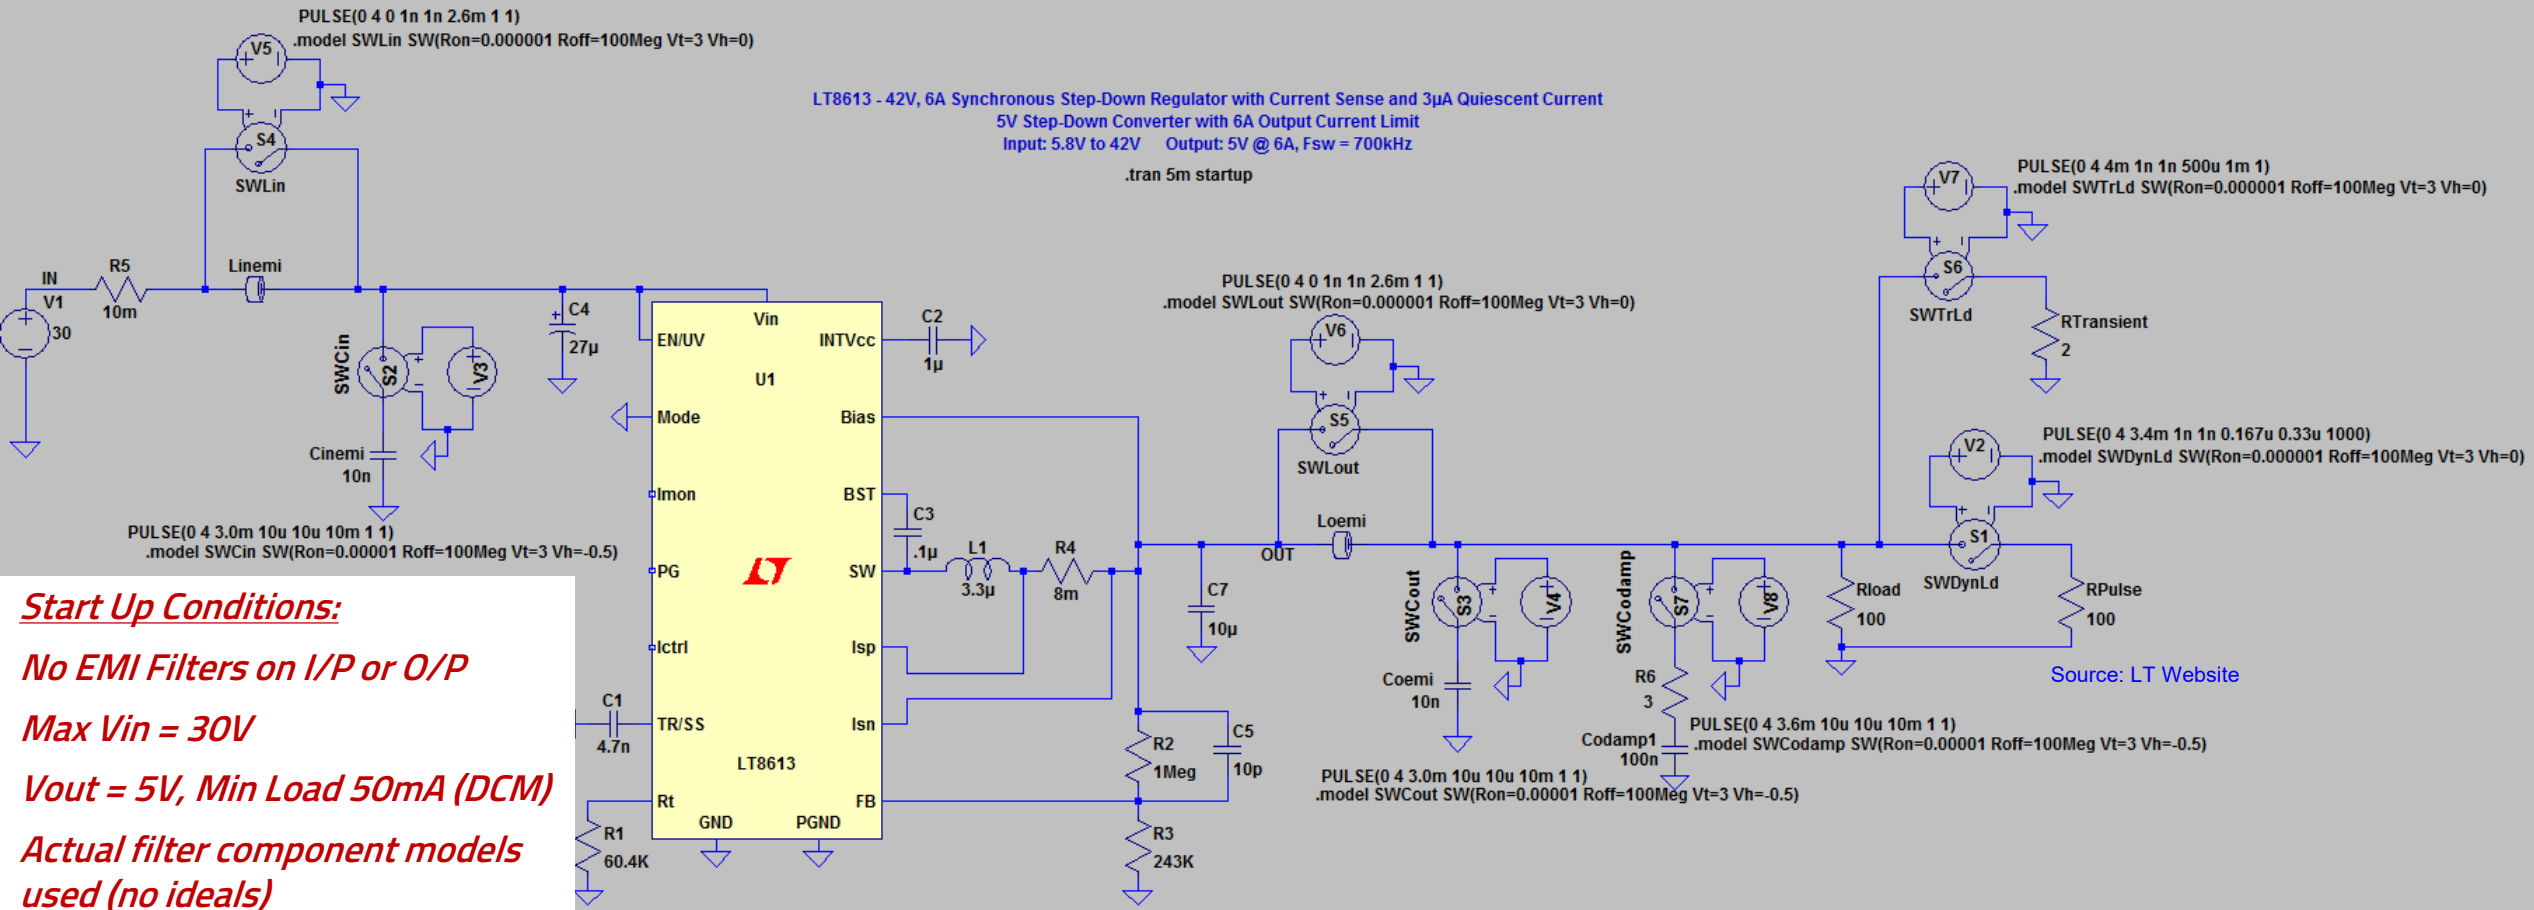 PULSE(0 4 0 1n 1n 2.6m 1 1)
.model SWLin SW(Ron=0.000001 Roff=100Meg Vt=3 Vh=0)
V5
S4
SWLin
LT8613 - 42V, 6A Synchronous Step-Down Regulator with Current Sense and 3µA Quiescent Current
5V Step-Down Converter with 6A Output Current Limit
Input: 5.8V to 42V Output: 5V @ 6A, Fsw = 700kHz
.tran 5m startup
PULSE(0 4 4m 1n 1n 500u 1m 1)
.model SWTrLd SW(Ron=0.000001 Roff=100Meg Vt=3 Vh=0)
V7
S6
SWTrLd
RTransient
2
IN
V1
30
R5
10m
Linemi
SWCin
S2
V3
Cinemi
10n
PULSE(0 4 3.0m 10u 10u 10m 1 1)
.model SWCin SW(Ron=0.00001 Roff=100Meg Vt=3 Vh=-0.5)
C4
27µ
Vin
EN/UV
INTVcc
U1
Mode
Bias
Imon
BST
PG
SW
Ictrl
Isp
TR/SS
Isn
LT8613
Rt
FB
GND
PGND
C2
1µ
C3
.1µ
L1
3.3µ
R4
8m
C1
4.7n
R1
60.4K
R2
1Meg
C5
10p
R3
243K
C7
10µ
OUT
PULSE(0 4 0 1n 1n 2.6m 1 1)
.model SWLout SW(Ron=0.000001 Roff=100Meg Vt=3 Vh=0)
V6
S5
SWLout
Loemi
SWCout
S3
V4
Coemi
10n
PULSE(0 4 3.0m 10u 10u 10m 1 1)
.model SWCout SW(Ron=0.00001 Roff=100Meg Vt=3 Vh=-0.5)
SWCodamp
S7
V8
R6
3
Codamp1
100n
PULSE(0 4 3.6m 10u 10u 10m 1 1)
.model SWCodamp SW(Ron=0.00001 Roff=100Meg Vt=3 Vh=-0.5)
PULSE(0 4 3.4m 1n 1n 0.167u 0.33u 1000)
.model SWDynLd SW(Ron=0.000001 Roff=100Meg Vt=3 Vh=0)
V2
S1
SWDynLd
Rload
100
RPulse
100
Source: LT Website
Start Up Conditions:
No EMI Filters on I/P or O/P
Max Vin = 30V
Vout = 5V, Min Load 50mA (DCM)
Actual filter component models
used (no ideals)